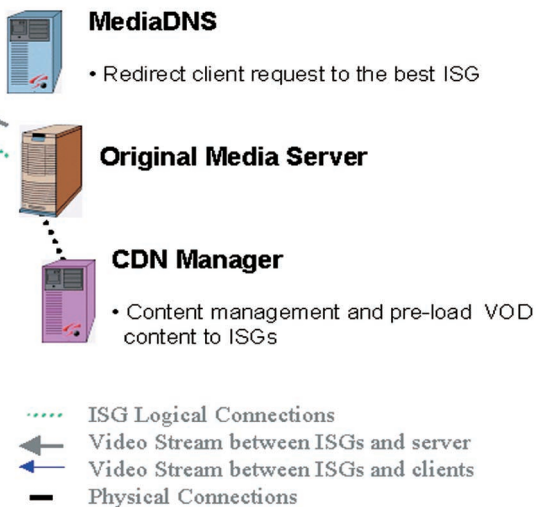 MediaDNS
• Redirect client request to the best ISG
Original Media Server
CDN Manager
• Content management and pre-load VOD
content to ISGs
ISG Logical Connections
Video Stream between ISGs and server
Video Stream between ISGs and clients
Physical Connections